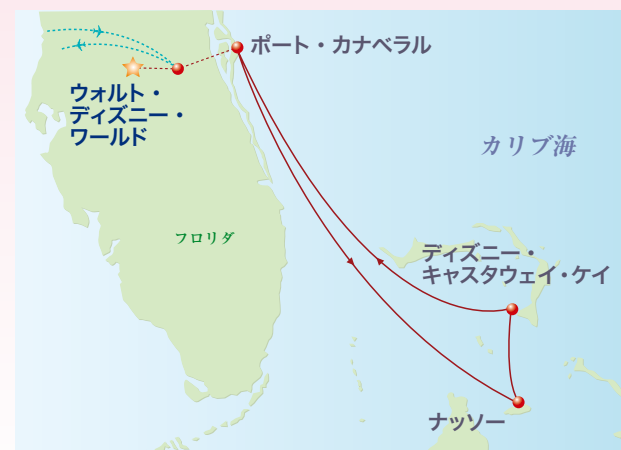 ポート・カナベラル
ウォルト・
ディズニー・
ワールド
カリブ海
フロリダ
ディズニー・
キャスタウェイ・ケイ
ナッソー